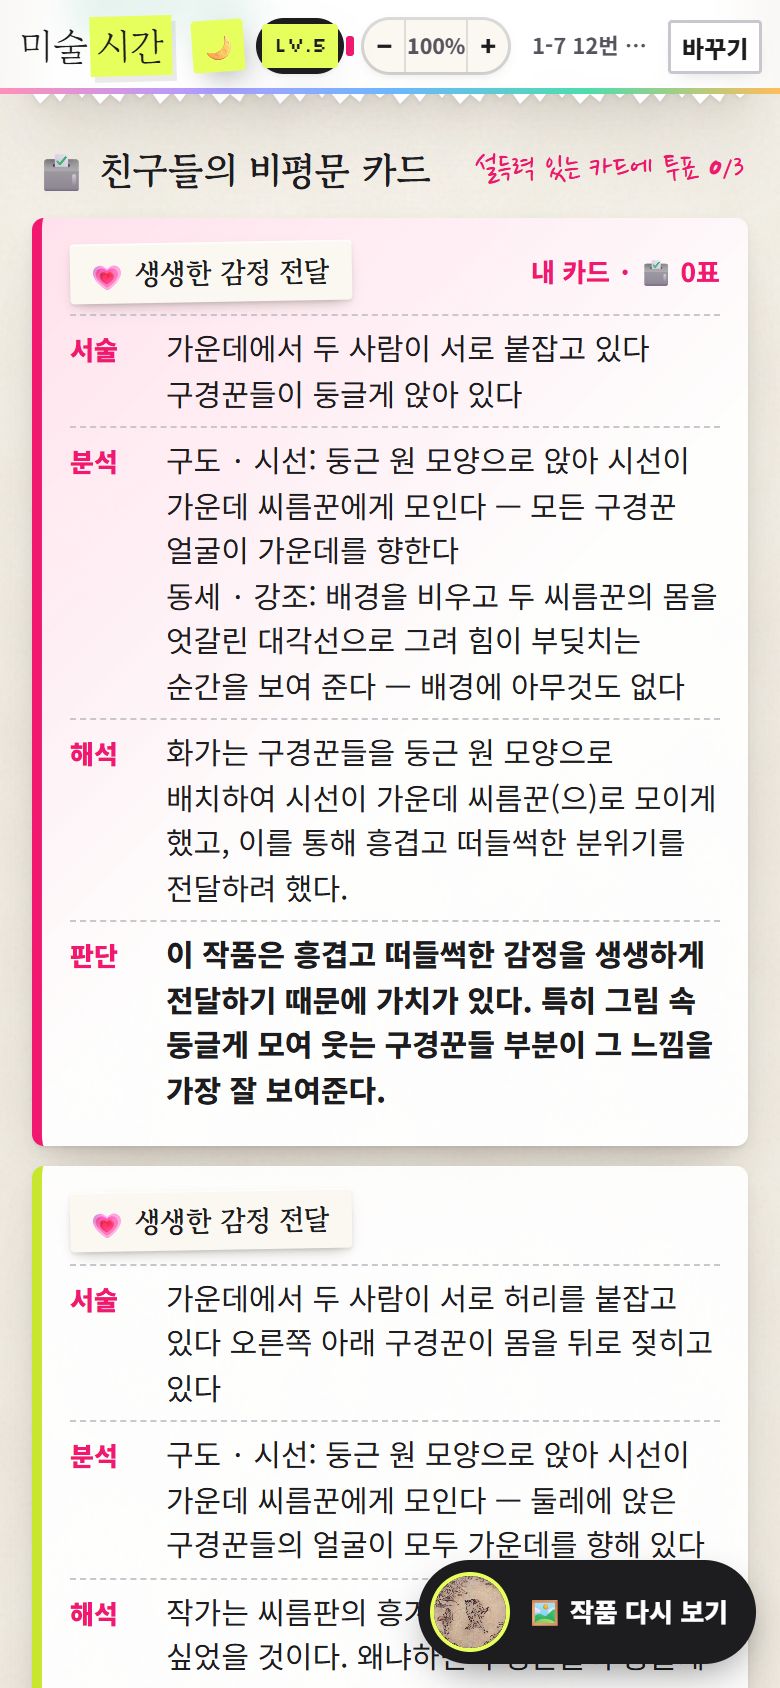 미술 시간
LV.5
− 100% +
1-7 12번 ···
바꾸기
친구들의 비평문 카드
설득력 있는 카드에 투표 0/3
생생한 감정 전달
내 카드 · 0표
서술
가운데에서 두 사람이 서로 붙잡고 있다
구경꾼들이 둥글게 앉아 있다
분석
구도 · 시선: 둥근 원 모양으로 앉아 시선이
가운데 씨름꾼에게 모인다 — 모든 구경꾼
얼굴이 가운데를 향한다
동세 · 강조: 배경을 비우고 두 씨름꾼의 몸을
엇갈린 대각선으로 그려 힘이 부딪치는
순간을 보여 준다 — 배경에 아무것도 없다
해석
화가는 구경꾼들을 둥근 원 모양으로
배치하여 시선이 가운데 씨름꾼(으)로 모이게
했고, 이를 통해 흥겹고 떠들썩한 분위기를
전달하려 했다.
판단
이 작품은 흥겹고 떠들썩한 감정을 생생하게
전달하기 때문에 가치가 있다. 특히 그림 속
둥글게 모여 웃는 구경꾼들 부분이 그 느낌을
가장 잘 보여준다.
생생한 감정 전달
서술
가운데에서 두 사람이 서로 허리를 붙잡고
있다 오른쪽 아래 구경꾼이 몸을 뒤로 젖히고
있다
분석
구도 · 시선: 둥근 원 모양으로 앉아 시선이
가운데 씨름꾼에게 모인다 — 둘레에 앉은
구경꾼들의 얼굴이 모두 가운데를 향해 있다
해석
작가는 씨름판의
싶었을 것이다.
작품 다시 보기